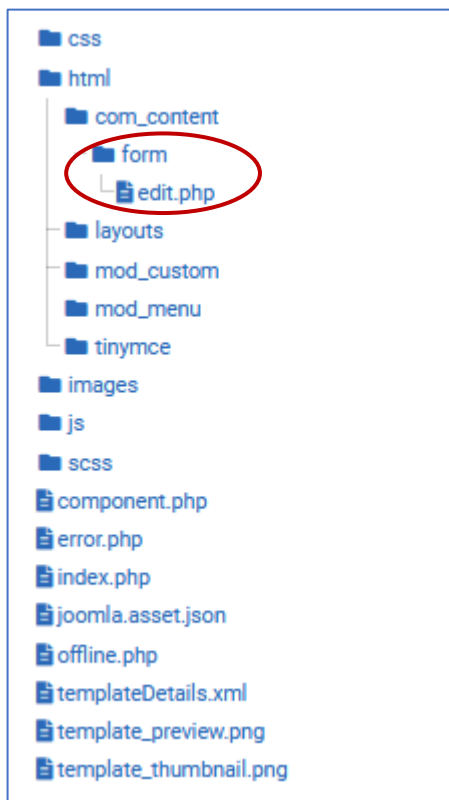 css
html
com_content
form
edit.php
layouts
mod_custom
mod_menu
tinymce
images
js
scss
component.php
error.php
index.php
joomla.asset.json
offline.php
templateDetails.xml
template_preview.png
template_thumbnail.png